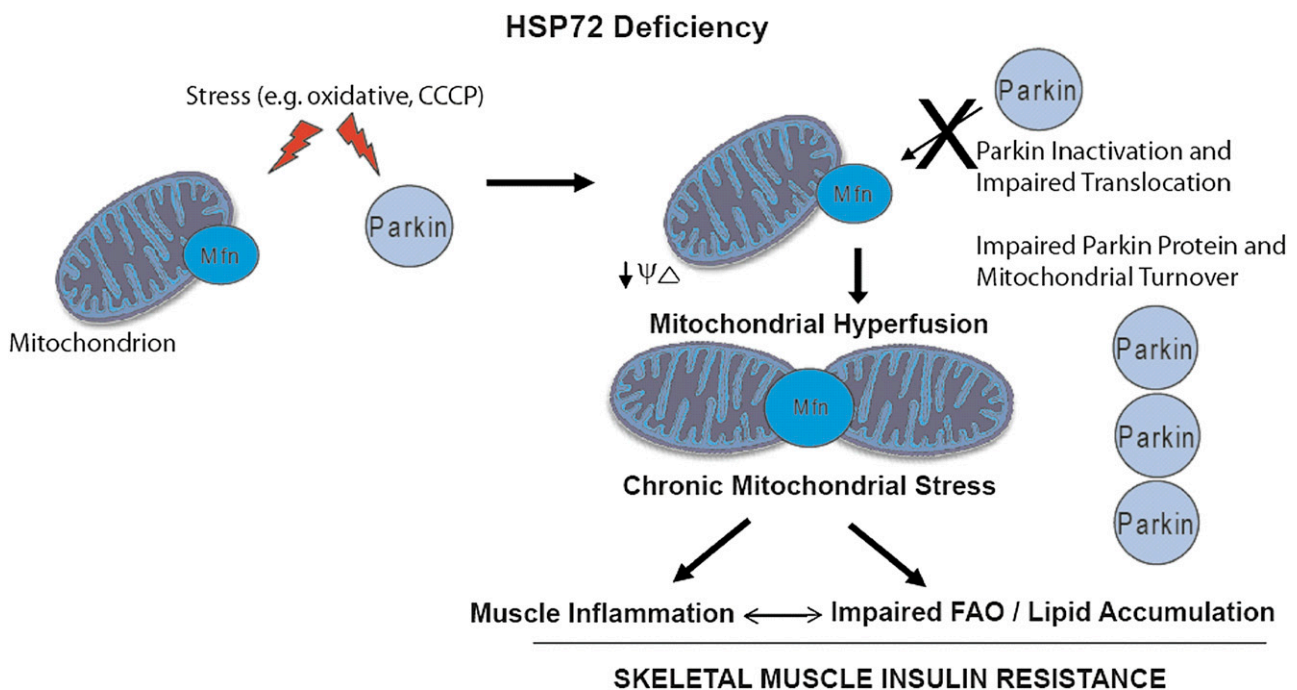 HSP72 Deficiency
Stress (e.g. oxidative, CCCP)
Parkin
Mfn
Mitochondrion
Parkin
Parkin Inactivation and
Impaired Translocation
Mfn
↓ Ψ△
Impaired Parkin Protein and
Mitochondrial Turnover
Mitochondrial Hyperfusion
Mfn
Chronic Mitochondrial Stress
Parkin
Parkin
Parkin
Muscle Inflammation ↔ Impaired FAO / Lipid Accumulation
SKELETAL MUSCLE INSULIN RESISTANCE